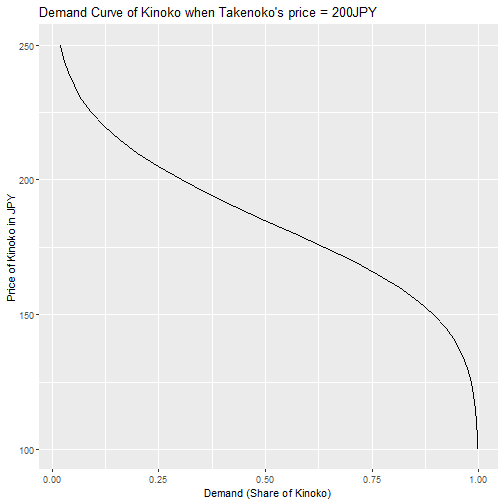 Demand Curve of Kinoko when Takenoko's price = 200JPY
Price of Kinoko in JPY
250
200
150
100
0.00 0.25 0.50 0.75 1.00
Demand (Share of Kinoko)